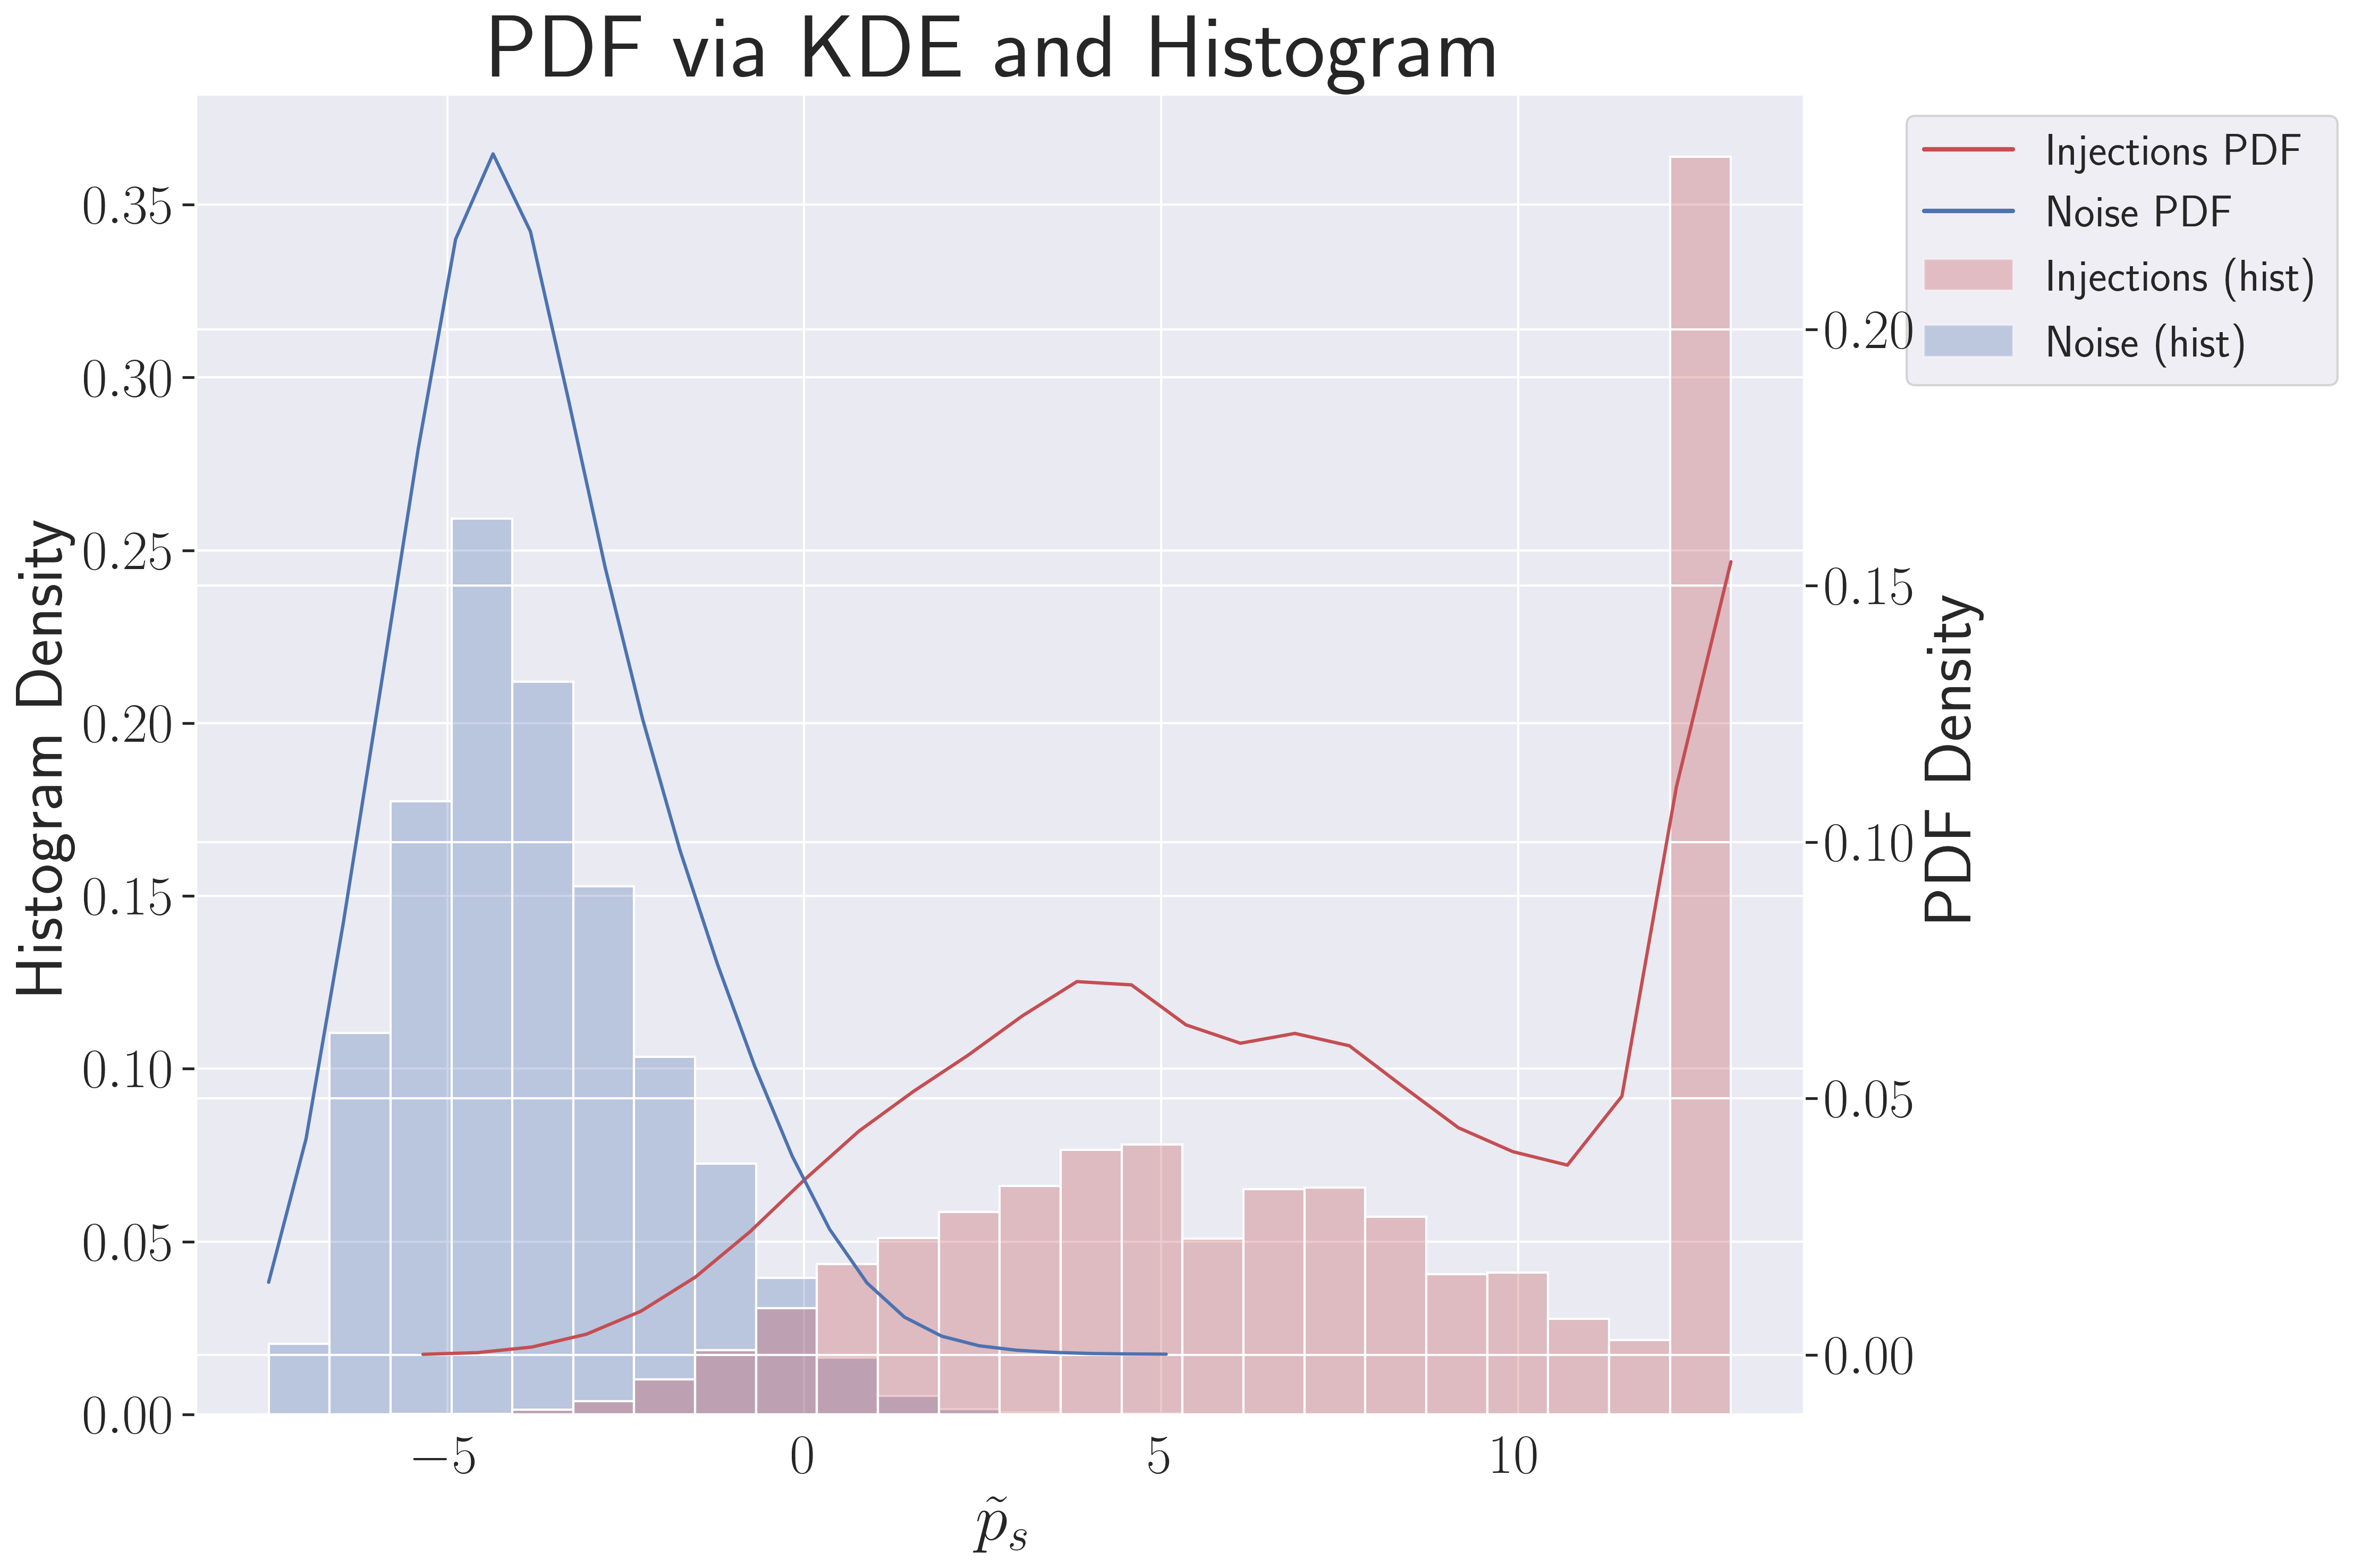 PDF via KDE and Histogram
Injections PDF
Noise PDF
Injections (hist)
Noise (hist)
Histogram Density
0.35
0.30
0.25
0.20
0.15
0.10
0.05
0.00
0.20
0.15
0.10
0.05
0.00
PDF Density
−5 0 5 10
p̃ₛ